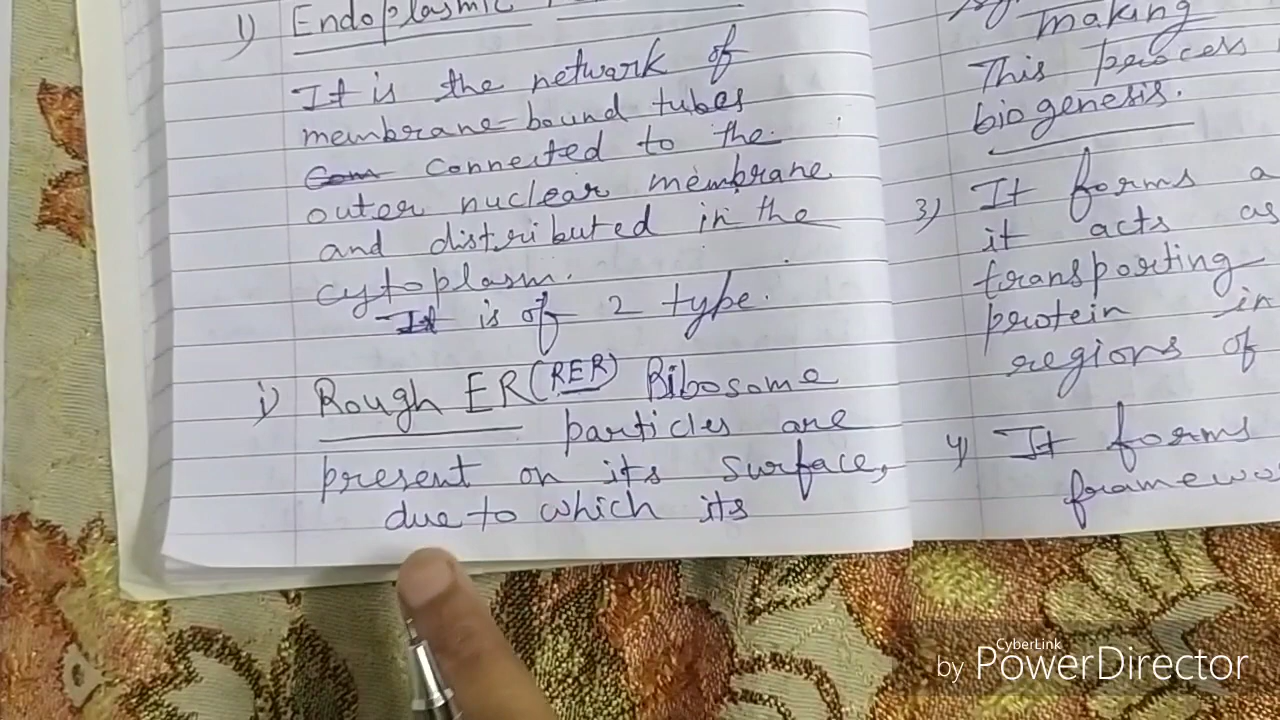 1) Endoplasmic
It is the network of
membrane-bound tubes
Com connected to the
outer nuclear membrane
and distributed in the
cytoplasm.
It is of 2 type.
i) Rough ER (RER) Ribosome
particles are
present on its surface,
due to which its
making
This process
biogenesis.
3) It forms a
it acts as
transporting
protein in
regions of
4) It forms
framewo
CyberLink
by PowerDirector